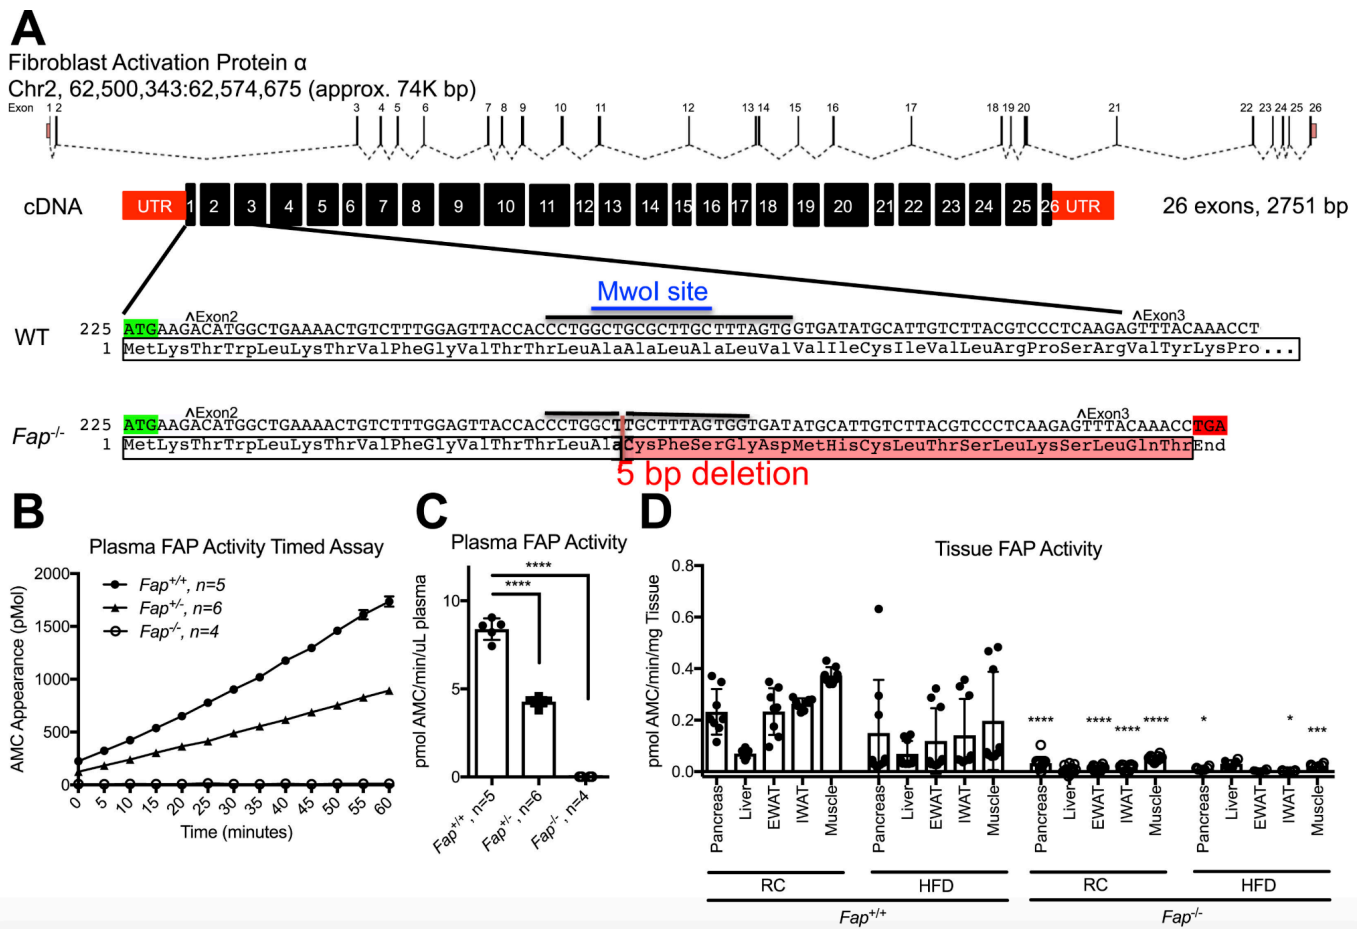 A
Fibroblast Activation Protein α
Chr2, 62,500,343:62,574,675 (approx. 74K bp)
Exon 1 2 3 4 5 6 7 8 9 10 11 12 13 14 15 16 17 18 19 20 21 22 23 24 25 26
cDNA UTR 1 2 3 4 5 6 7 8 9 10 11 12 13 14 15 16 17 18 19 20 21 22 23 24 25 26 UTR 26 exons, 2751 bp
MwoI site
^Exon2 ^Exon3
WT 225 ATGAAGACATGGCTGAAAACTGTCTTTGGAGTTACCACCCTGGCTGCGCTTGCTTTAGTGGTGATATGCATTGTCTTACGTCCCTCAAGAGTTTACAAACCT
1 MetLysThrTrpLeuLysThrValPheGlyValThrThrLeuAlaAlaLeuAlaLeuValValIleCysIleValLeuArgProSerArgValTyrLysPro...
^Exon2 ^Exon3
Fap-/- 225 ATGAAGACATGGCTGAAAACTGTCTTTGGAGTTACCACCCTGGCTTGCTTTAGTGGTGATATGCATTGTCTTACGTCCCTCAAGAGTTTACAAACCTGA
1 MetLysThrTrpLeuLysThrValPheGlyValThrThrLeuAlaCysPheSerGlyAspMetHisCysLeuThrSerLeuLysSerLeuGlnThrEnd
5 bp deletion
B
Plasma FAP Activity Timed Assay
AMC Appearance (pMol)
2000
1500
1000
500
0
Fap+/+, n=5
Fap+/-, n=6
Fap-/-, n=4
0 5 10 15 20 25 30 35 40 45 50 55 60
Time (minutes)
C
Plasma FAP Activity
pmol AMC/min/uL plasma
10
5
0
****
****
Fap+/+, n=5
Fap+/-, n=6
Fap-/-, n=4
D
Tissue FAP Activity
pmol AMC/min/mg Tissue
0.8
0.6
0.4
0.2
0.0
**** **** **** **** * * ***
Pancreas Liver EWAT IWAT Muscle Pancreas Liver EWAT IWAT Muscle Pancreas Liver EWAT IWAT Muscle Pancreas Liver EWAT IWAT Muscle
RC HFD RC HFD
Fap+/+ Fap-/-